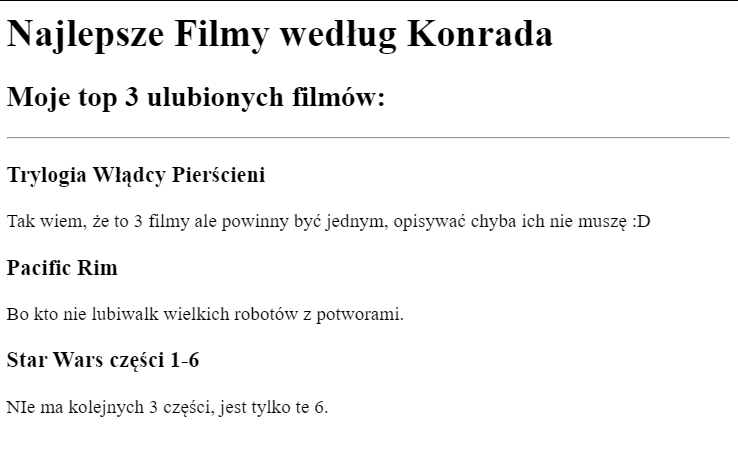 Najlepsze Filmy według Konrada
Moje top 3 ulubionych filmów:
Trylogia Włądcy Pierścieni
Tak wiem, że to 3 filmy ale powinny być jednym, opisywać chyba ich nie muszę :D
Pacific Rim
Bo kto nie lubiwalk wielkich robotów z potworami.
Star Wars części 1-6
NIe ma kolejnych 3 części, jest tylko te 6.